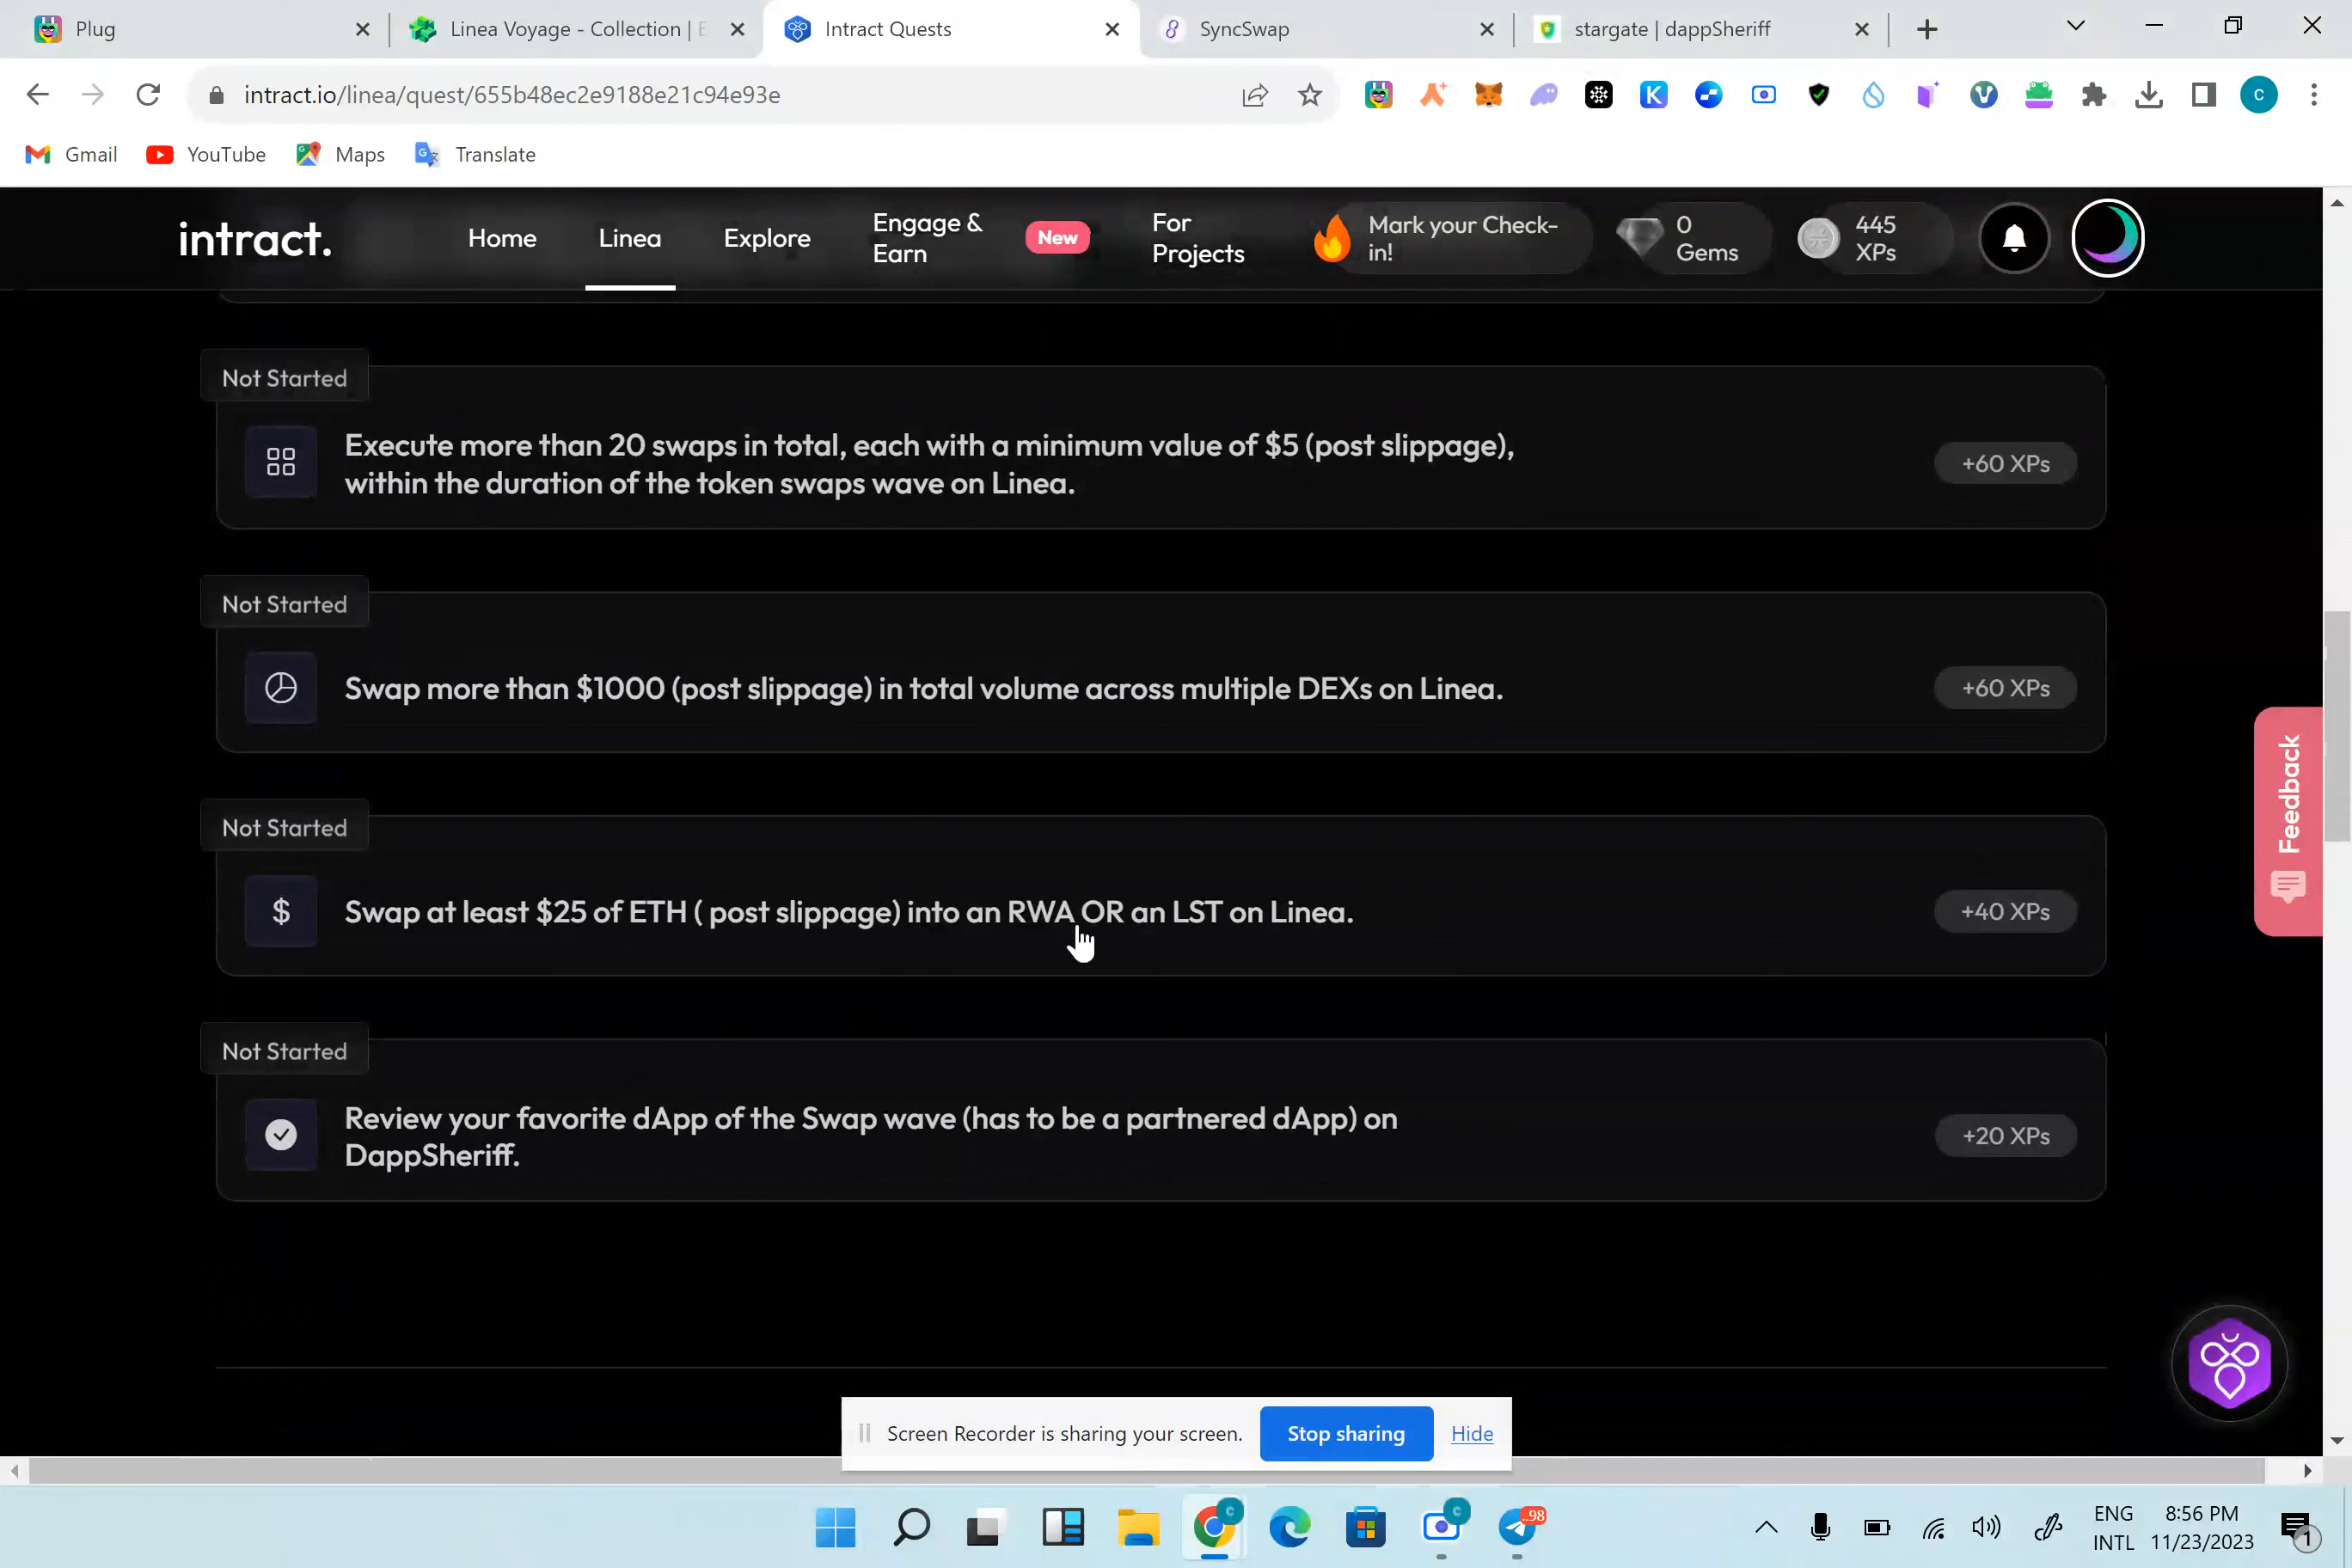 Plug
Linea Voyage - Collection | E
Intract Quests
SyncSwap
stargate | dappSheriff
intract.io/linea/quest/655b48ec2e9188e21c94e93e
K
c
Gmail
YouTube
Maps
Translate
intract.
Home
Linea
Explore
Engage &
Earn
New
For
Projects
Mark your Check-
in!
0
Gems
445
XPs
Not Started
Execute more than 20 swaps in total, each with a minimum value of $5 (post slippage),
within the duration of the token swaps wave on Linea.
+60 XPs
Not Started
Swap more than $1000 (post slippage) in total volume across multiple DEXs on Linea.
+60 XPs
Not Started
$
Swap at least $25 of ETH ( post slippage) into an RWA OR an LST on Linea.
+40 XPs
Not Started
Review your favorite dApp of the Swap wave (has to be a partnered dApp) on
DappSheriff.
+20 XPs
Feedback
Screen Recorder is sharing your screen.
Stop sharing
Hide
C
C
98
ENG
INTL
8:56 PM
11/23/2023
1